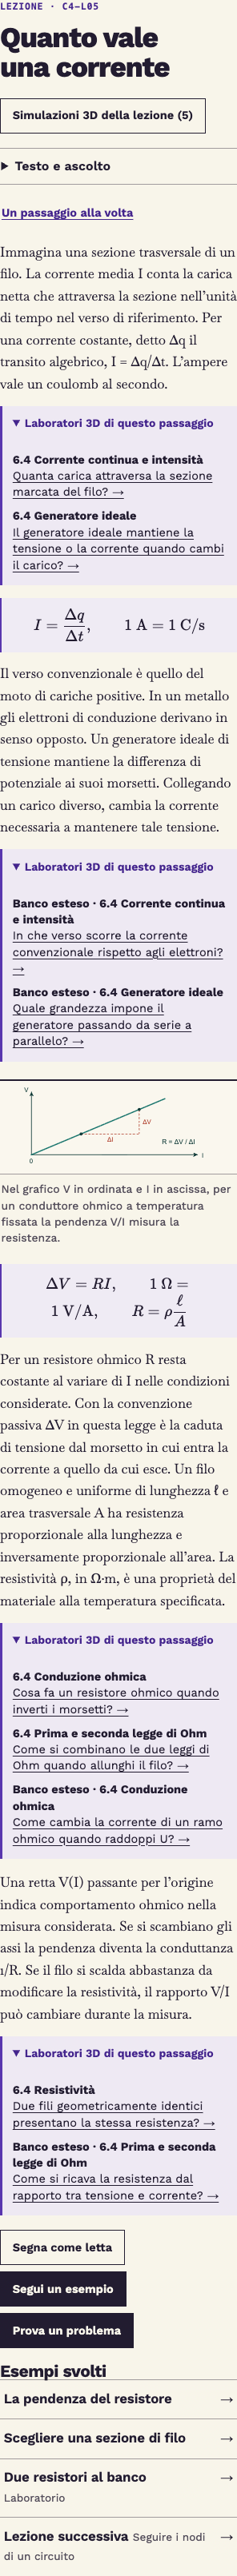 LEZIONE · C4–L05
Quanto vale
una corrente
Simulazioni 3D della lezione (5)
▶ Testo e ascolto
Un passaggio alla volta
Immagina una sezione trasversale di un
filo. La corrente media I conta la carica
netta che attraversa la sezione nell'unità
di tempo nel verso di riferimento. Per
una corrente costante, detto Δq il
transito algebrico, I = Δq/Δt. L'ampere
vale un coulomb al secondo.
▼ Laboratori 3D di questo passaggio
6.4 Corrente continua e intensità
Quanta carica attraversa la sezione
marcata del filo? →
6.4 Generatore ideale
Il generatore ideale mantiene la
tensione o la corrente quando cambi
il carico? →
I = Δq/Δt, 1 A = 1 C/s
Il verso convenzionale è quello del
moto di cariche positive. In un metallo
gli elettroni di conduzione derivano in
senso opposto. Un generatore ideale di
tensione mantiene la differenza di
potenziale ai suoi morsetti. Collegando
un carico diverso, cambia la corrente
necessaria a mantenere tale tensione.
▼ Laboratori 3D di questo passaggio
Banco esteso · 6.4 Corrente continua
e intensità
In che verso scorre la corrente
convenzionale rispetto agli elettroni?
→
Banco esteso · 6.4 Generatore ideale
Quale grandezza impone il
generatore passando da serie a
parallelo? →
V
ΔV
ΔI
R = ΔV / ΔI
I
0
Nel grafico V in ordinata e I in ascissa, per
un conduttore ohmico a temperatura
fissata la pendenza V/I misura la
resistenza.
ΔV = RI, 1 Ω =
1 V/A, R = ρ ℓ/A
Per un resistore ohmico R resta
costante al variare di I nelle condizioni
considerate. Con la convenzione
passiva ΔV in questa legge è la caduta
di tensione dal morsetto in cui entra la
corrente a quello da cui esce. Un filo
omogeneo e uniforme di lunghezza ℓ e
area trasversale A ha resistenza
proporzionale alla lunghezza e
inversamente proporzionale all'area. La
resistività ρ, in Ω·m, è una proprietà del
materiale alla temperatura specificata.
▼ Laboratori 3D di questo passaggio
6.4 Conduzione ohmica
Cosa fa un resistore ohmico quando
inverti i morsetti? →
6.4 Prima e seconda legge di Ohm
Come si combinano le due leggi di
Ohm quando allunghi il filo? →
Banco esteso · 6.4 Conduzione
ohmica
Come cambia la corrente di un ramo
ohmico quando raddoppi U? →
Una retta V(I) passante per l'origine
indica comportamento ohmico nella
misura considerata. Se si scambiano gli
assi la pendenza diventa la conduttanza
1/R. Se il filo si scalda abbastanza da
modificare la resistività, il rapporto V/I
può cambiare durante la misura.
▼ Laboratori 3D di questo passaggio
6.4 Resistività
Due fili geometricamente identici
presentano la stessa resistenza? →
Banco esteso · 6.4 Prima e seconda
legge di Ohm
Come si ricava la resistenza dal
rapporto tra tensione e corrente? →
Segna come letta
Segui un esempio
Prova un problema
Esempi svolti
La pendenza del resistore →
Scegliere una sezione di filo →
Due resistori al banco →
Laboratorio
Lezione successiva Seguire i nodi →
di un circuito